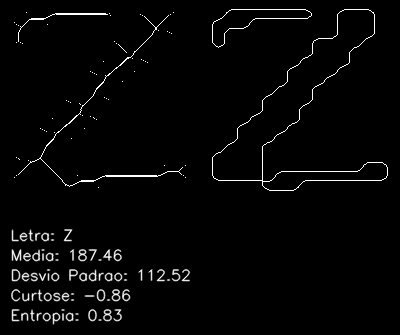 Z Z
Letra: Z
Media: 187.46
Desvio Padrao: 112.52
Curtose: −0.86
Entropia: 0.83